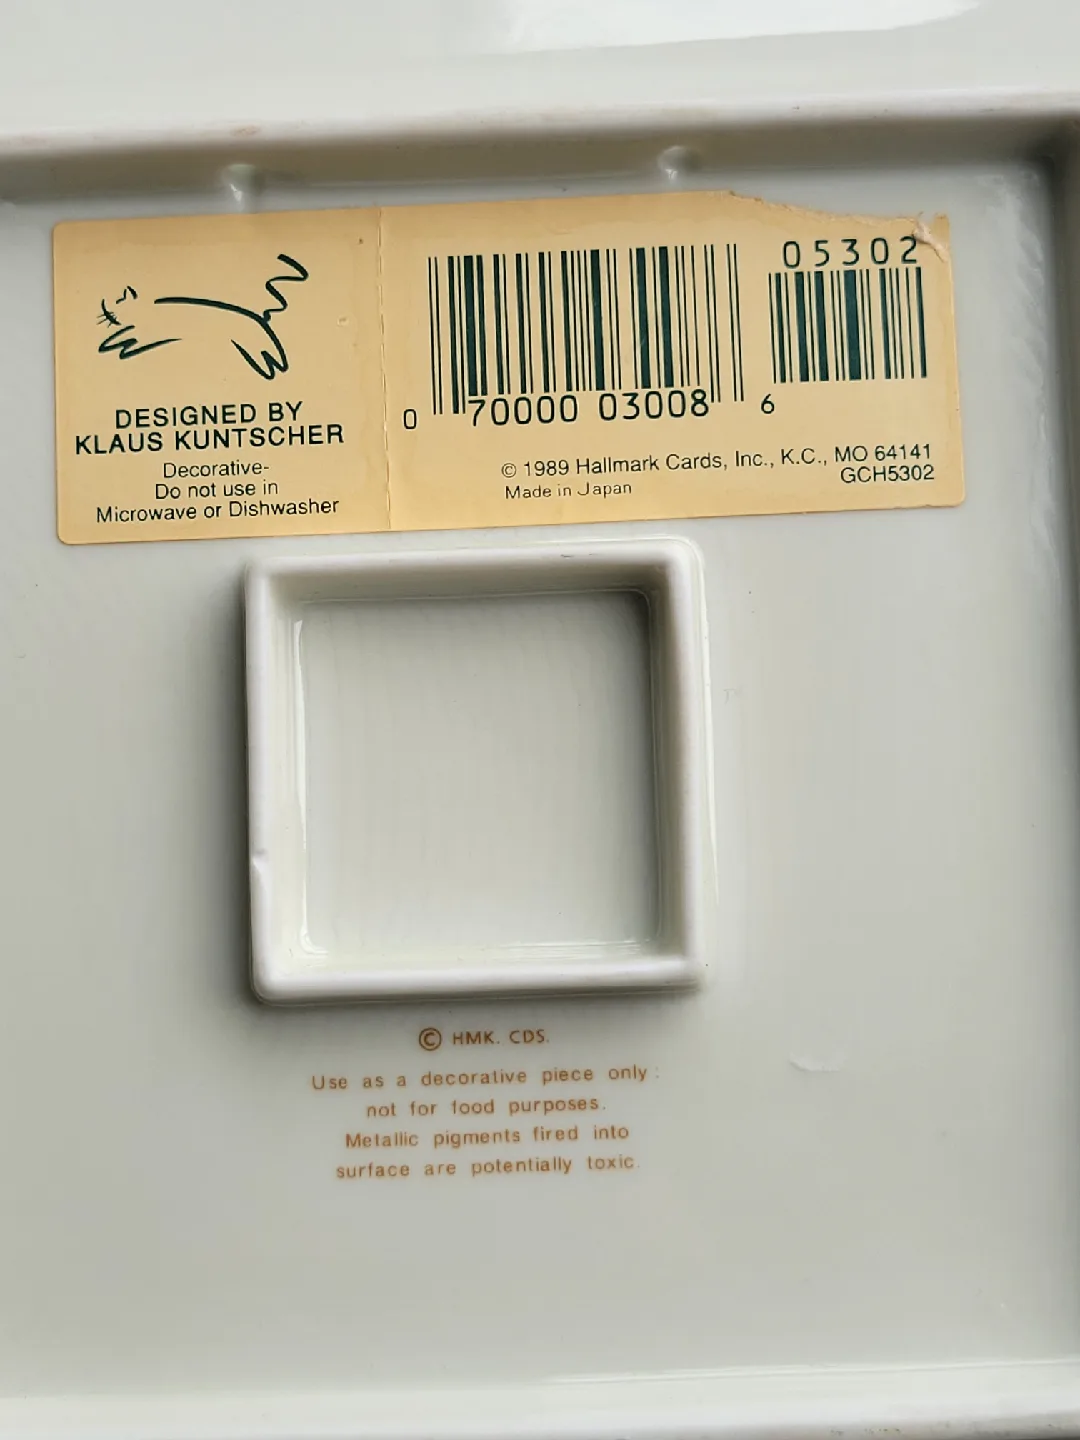 DESIGNED BY
KLAUS KUNTSCHER
Decorative-
Do not use in
Microwave or Dishwasher
05302
0 70000 03008 6
© 1989 Hallmark Cards, Inc., K.C., MO 64141
GCH5302
Made in Japan
© HMK. CDS.
Use as a decorative piece only:
not for food purposes.
Metallic pigments fired into
surface are potentially toxic.